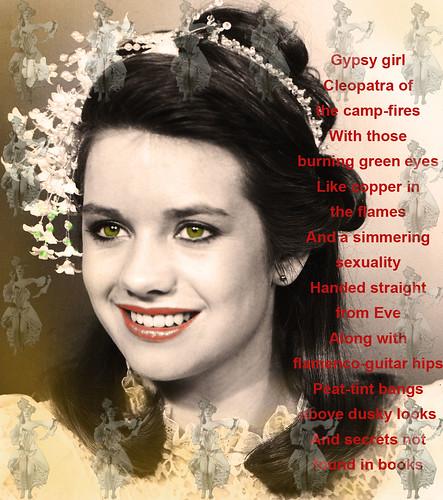 Gypsy girl
Cleopatra of
the camp-fires
With those
burning green eyes
Like copper in
the flames
And a simmering
sexuality
Handed straight
from Eve
Along with
flamenco-guitar hips
Peat-tint bangs
above dusky looks
And secrets not
found in books